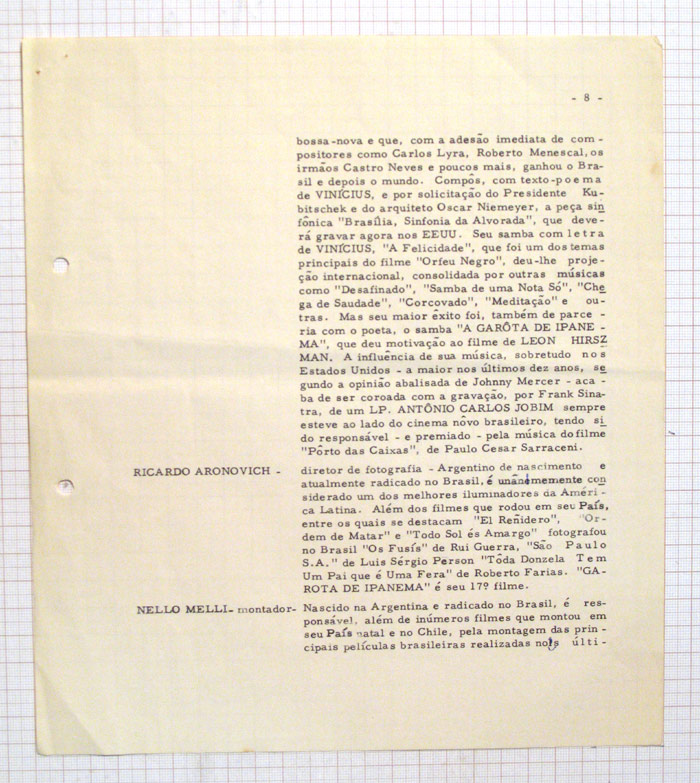 - 8 -
bossa-nova e que, com a adesão imediata de com -
positores como Carlos Lyra, Roberto Menescal, os
irmãos Castro Neves e poucos mais, ganhou o Bra-
sil e depois o mundo. Compôs, com texto-poema
de VINÍCIUS, e por solicitação do Presidente Ku-
bitschek e do arquiteto Oscar Niemeyer, a peça sin
fônica "Brasília, Sinfonia da Alvorada", que deve-
rá gravar agora nos EEUU. Seu samba com letra
de VINÍCIUS, "A Felicidade", que foi um dos temas
principais do filme "Orfeu Negro", deu-lhe proje-
ção internacional, consolidada por outras músicas
como "Desafinado", "Samba de uma Nota Só", "Che
ga de Saudade", "Corcovado", "Meditação" e ou-
tras. Mas seu maior êxito foi, também de parce -
ria com o poeta, o samba "A GARÔTA DE IPANE -
MA", que deu motivação ao filme de LEON HIRSZ
MAN. A influência de sua música, sobretudo nos
Estados Unidos - a maior nos últimos dez anos, se
gundo a opinião abalisada de Johnny Mercer - aca -
ba de ser coroada com a gravação, por Frank Sina-
tra, de um LP. ANTÔNIO CARLOS JOBIM sempre
esteve ao lado do cinema nôvo brasileiro, tendo si
do responsável - e premiado - pela música do filme
"Pôrto das Caixas", de Paulo Cesar Sarraceni.
RICARDO ARONOVICH - diretor de fotografia - Argentino de nascimento e
atualmente radicado no Brasil, é unânimemente con
siderado um dos melhores iluminadores da Améri -
ca Latina. Além dos filmes que rodou em seu País,
entre os quais se destacam "El Reñidero", "Or-
dem de Matar" e "Todo Sol és Amargo" fotografou
no Brasil "Os Fusís" de Rui Guerra, "São Paulo
S.A." de Luis Sérgio Person "Tôda Donzela Tem
Um Pai que é Uma Fera" de Roberto Farias. "GA-
ROTA DE IPANEMA" é seu 17º filme.
NELLO MELLI - montador- Nascido na Argentina e radicado no Brasil, é res-
ponsável, além de inúmeros filmes que montou em
seu País natal e no Chile, pela montagem das prin -
cipais películas brasileiras realizadas nos últi -